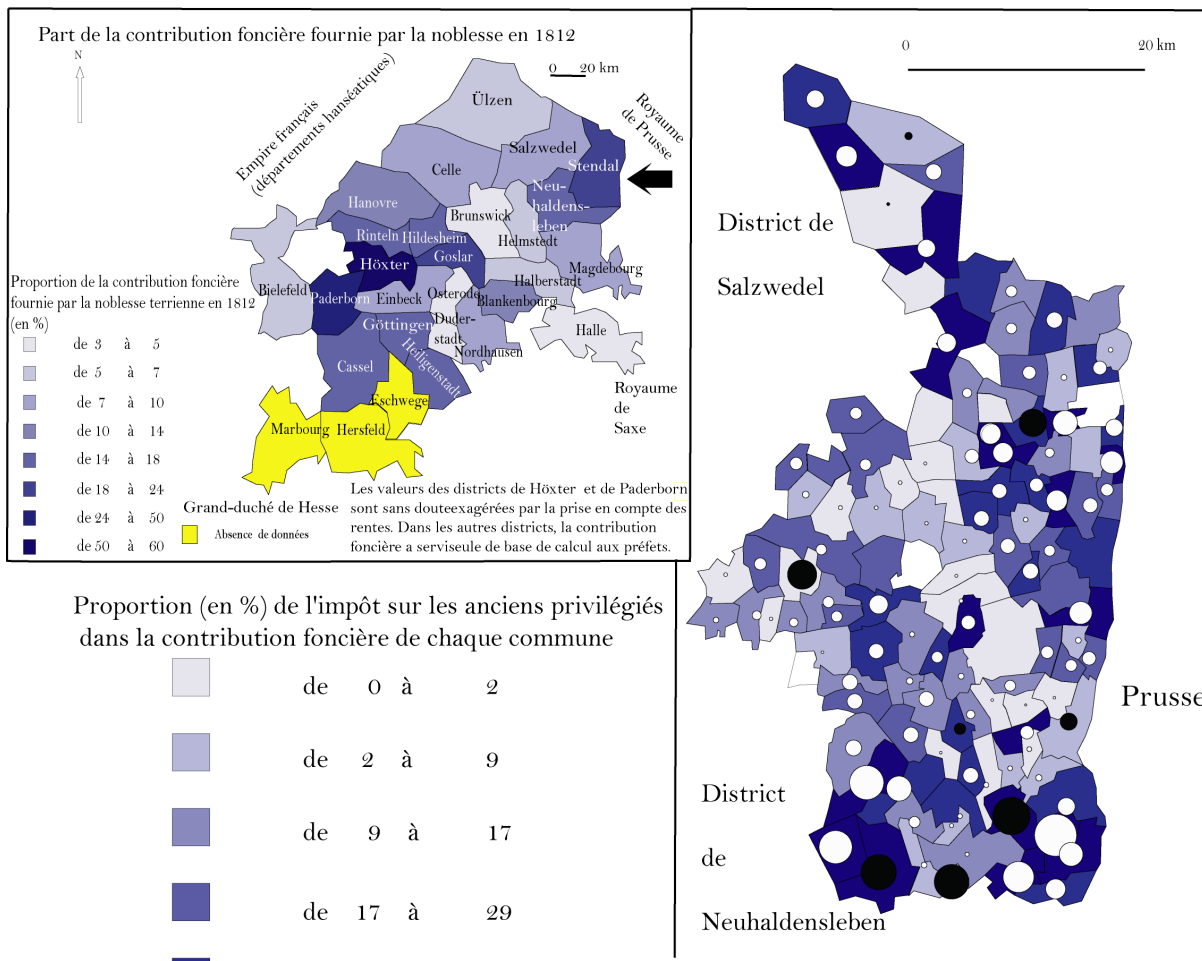 Part de la contribution foncière fournie par la noblesse en 1812
N
0 20 km
Empire français
(départements hanséatiques)
Royaume
de Prusse
Ülzen
Salzwedel
Stendal
Celle
Neu-
haldens-
leben
Hanovre
Brunswick
Rinteln
Hildesheim
Helmstedt
Goslar
Höxter
Magdebourg
Halberstadt
Bielefeld
Paderborn
Einbeck
Osterode
Blankenbourg
Göttingen
Duder-
stadt
Halle
Nordhausen
Cassel
Heiligenstadt
Eschwege
Marbourg
Hersfeld
Royaume
de
Saxe
Proportion de la contribution foncière
fournie par la noblesse terrienne en 1812
(en %)
de 3 à 5
de 5 à 7
de 7 à 10
de 10 à 14
de 14 à 18
de 18 à 24
de 24 à 50
de 50 à 60
Grand-duché de Hesse
Absence de données
Les valeurs des districts de Höxter et de Paderborn
sont sans douteexagérées par la prise en compte des
rentes. Dans les autres districts, la contribution
foncière a serviseule de base de calcul aux préfets.
Proportion (en %) de l'impôt sur les anciens privilégiés
dans la contribution foncière de chaque commune
de 0 à 2
de 2 à 9
de 9 à 17
de 17 à 29
0 20 km
District de
Salzwedel
Prusse
District
de
Neuhaldensleben